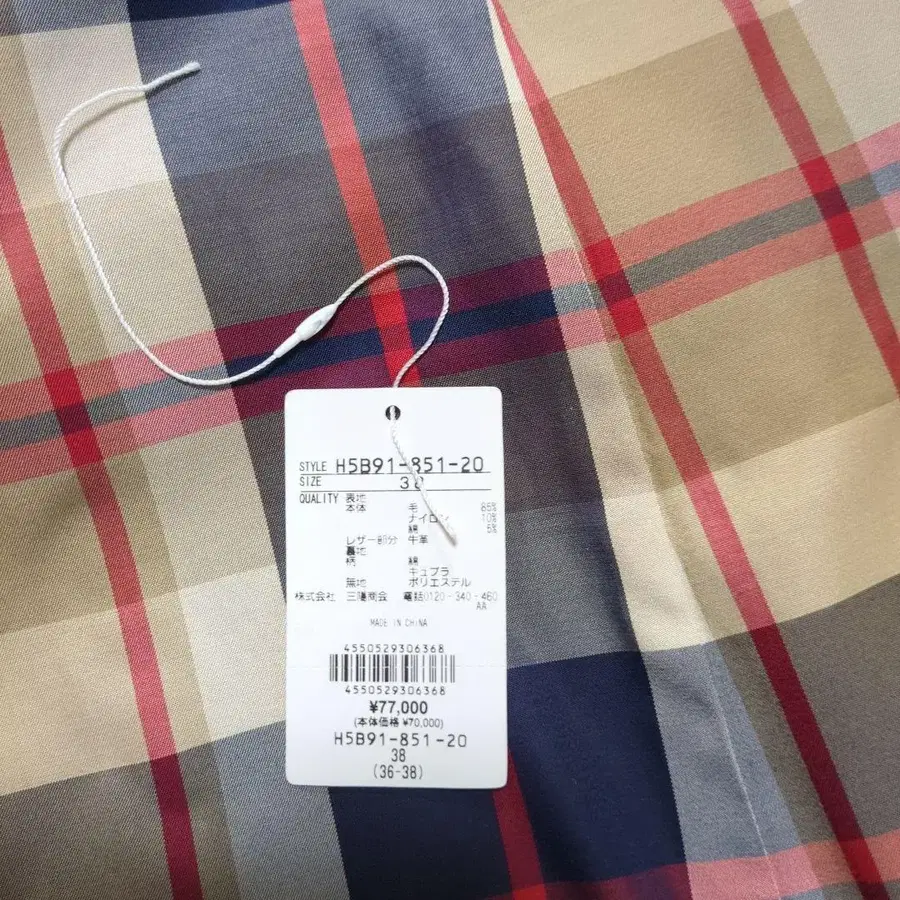 STYLE H5B91-851-20
SIZE 38
QUALITY 表地
本体 毛 85%
ナイロン 10%
綿 5%
レザー部分 牛革
裏地
柄 綿
キュプラ
無地 ポリエステル
株式会社 三陽商会 電話0120-340-460
AA
MADE IN CHINA
4550529306368
4550529306368
¥77,000
(本体価格 ¥70,000)
H5B91-851-20
38
(36-38)